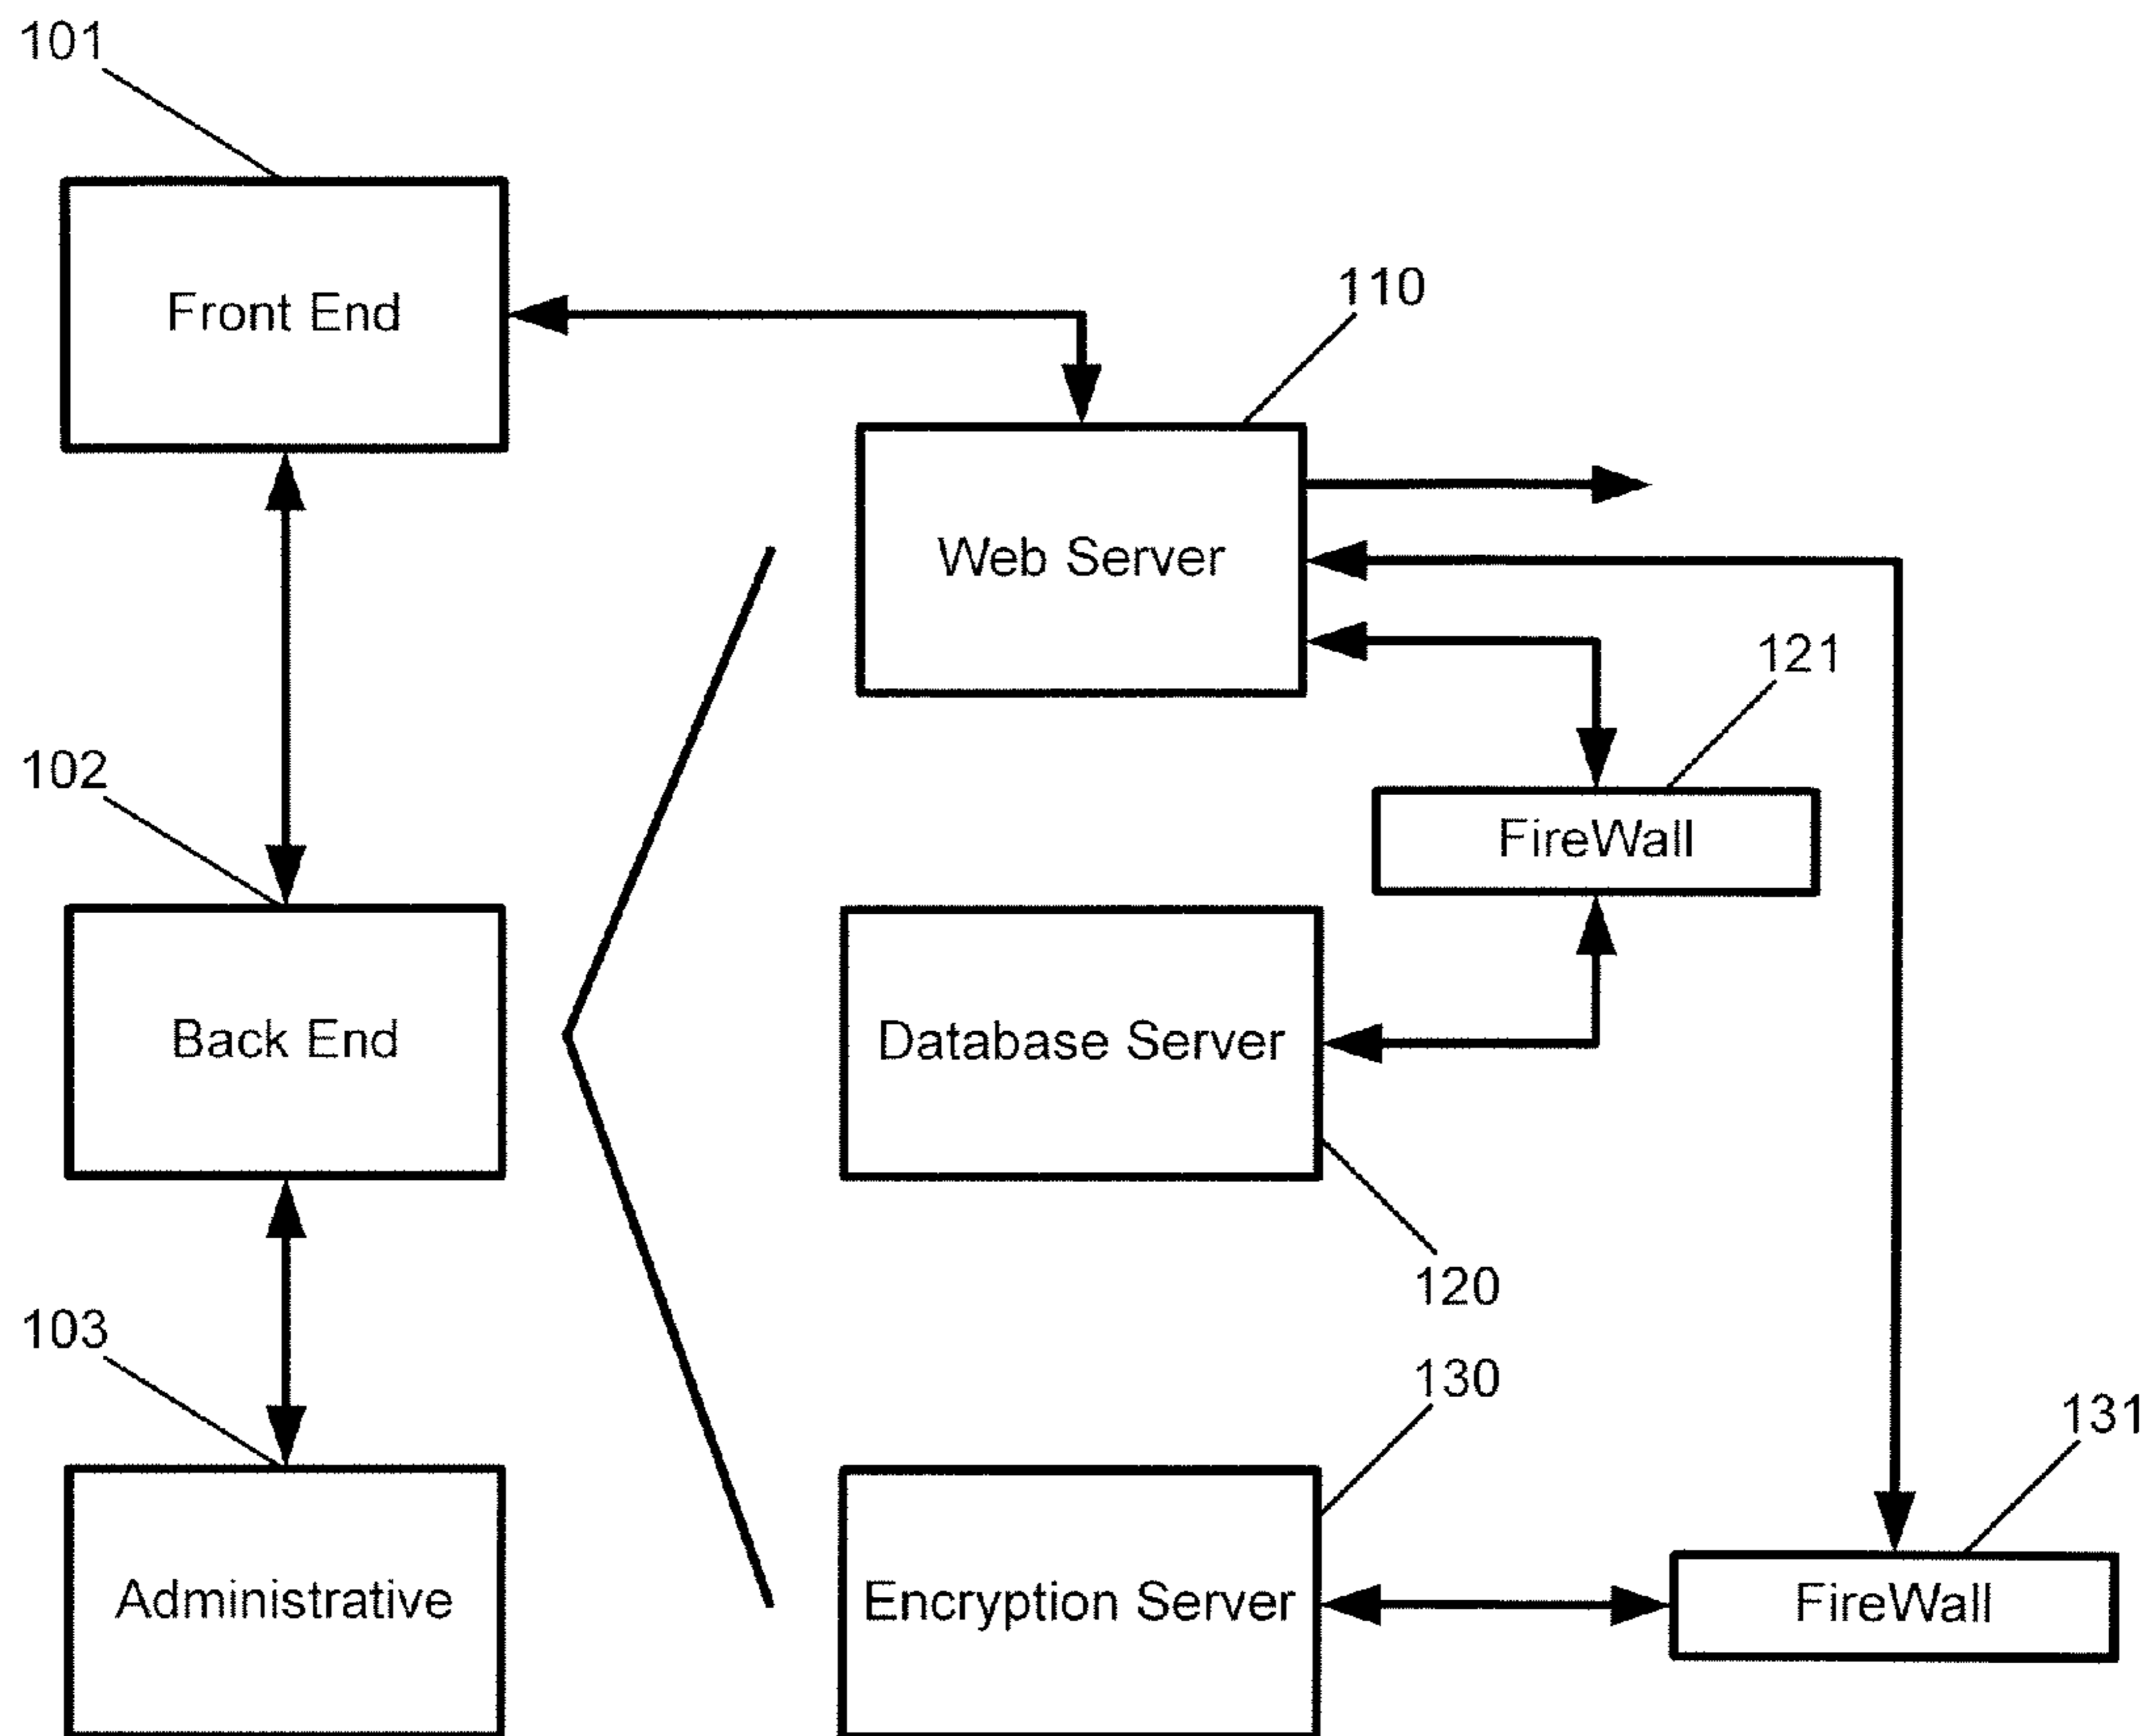 101
Front End
110
Web Server
121
102
FireWall
Back End
Database Server
120
103
130
131
Administrative
Encryption Server
FireWall